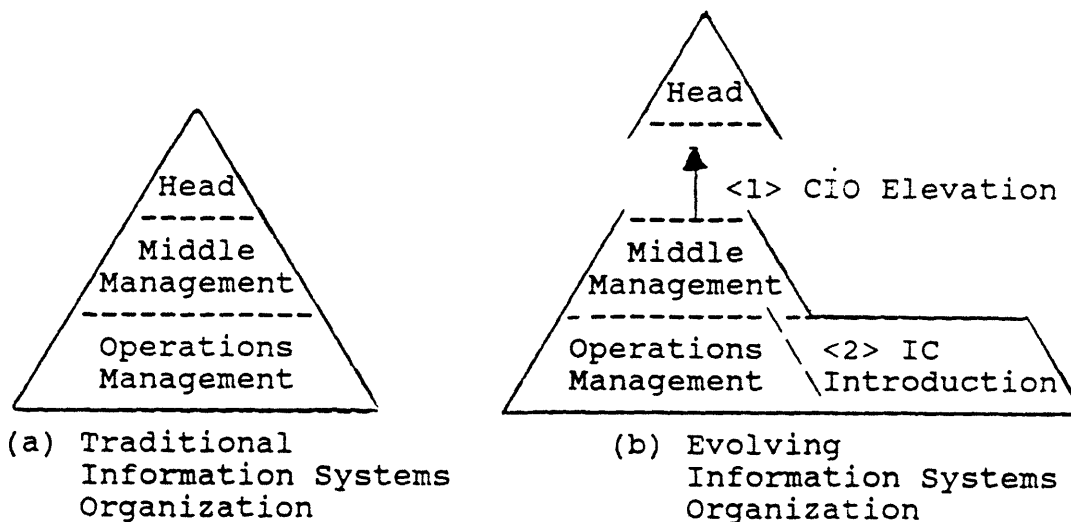 Head
Middle
Management
Operations
Management
(a) Traditional
Information Systems
Organization
Head
<1> CIO Elevation
Middle
Management
Operations
Management
<2> IC
Introduction
(b) Evolving
Information Systems
Organization